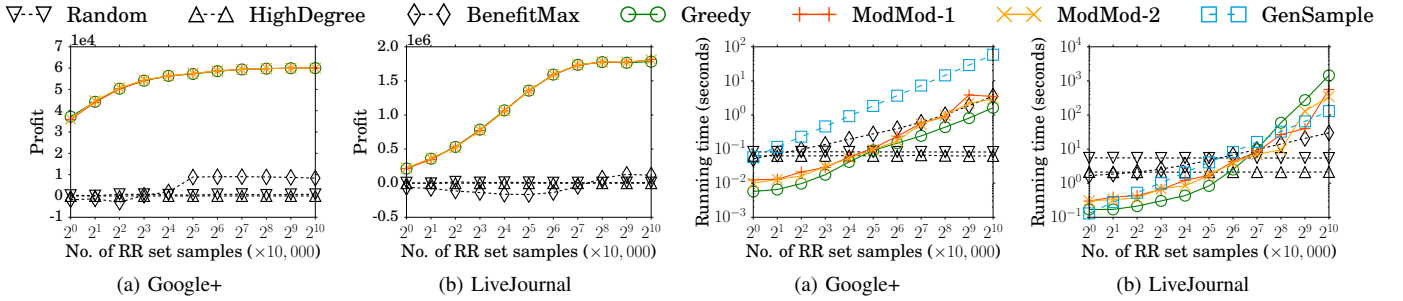 Random HighDegree BenefitMax Greedy ModMod-1 ModMod-2 GenSample
1e4
7
6
5
4
3
2
1
0
-1
Profit
2^0 2^1 2^2 2^3 2^4 2^5 2^6 2^7 2^8 2^9 2^10
No. of RR set samples (×10,000)
(a) Google+
1e6
2.0
1.5
1.0
0.5
0.0
-0.5
Profit
2^0 2^1 2^2 2^3 2^4 2^5 2^6 2^7 2^8 2^9 2^10
No. of RR set samples (×10,000)
(b) LiveJournal
10^2
10^1
10^0
10^−1
10^−2
10^−3
Running time (seconds)
2^0 2^1 2^2 2^3 2^4 2^5 2^6 2^7 2^8 2^9 2^10
No. of RR set samples (×10,000)
(a) Google+
10^4
10^3
10^2
10^1
10^0
10^−1
Running time (seconds)
2^0 2^1 2^2 2^3 2^4 2^5 2^6 2^7 2^8 2^9 2^10
No. of RR set samples (×10,000)
(b) LiveJournal